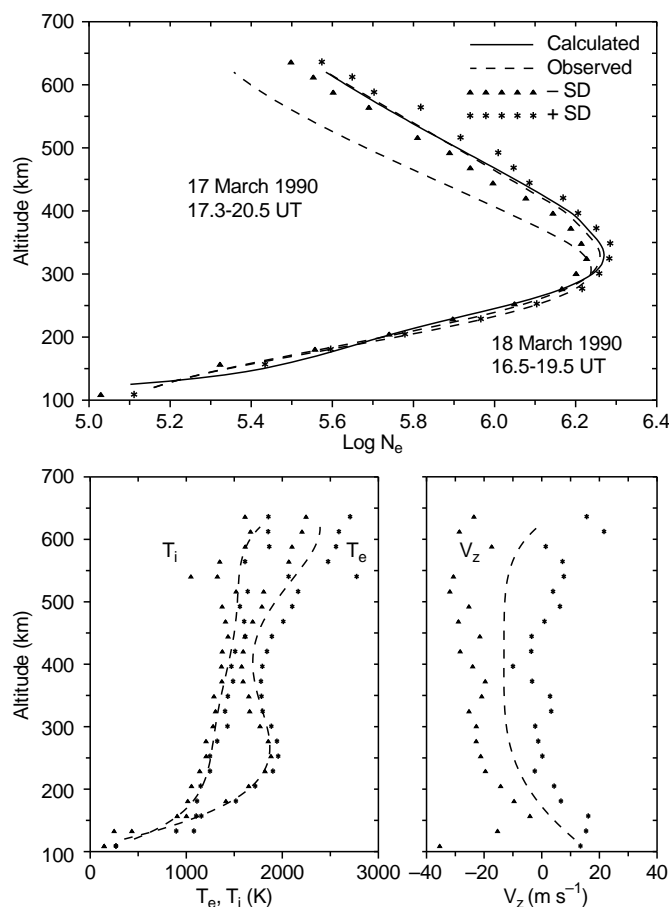 700
600
500
400
300
200
100
Altitude (km)
Calculated
Observed
– SD
+ SD
17 March 1990
17.3-20.5 UT
18 March 1990
16.5-19.5 UT
5.0 5.2 5.4 5.6 5.8 6.0 6.2 6.4
Log Nₑ
700
600
500
400
300
200
100
Altitude (km)
Tᵢ
Tₑ
0 1000 2000 3000
Tₑ, Tᵢ (K)
V_z
−40 −20 0 20 40
V_z (m s⁻¹)